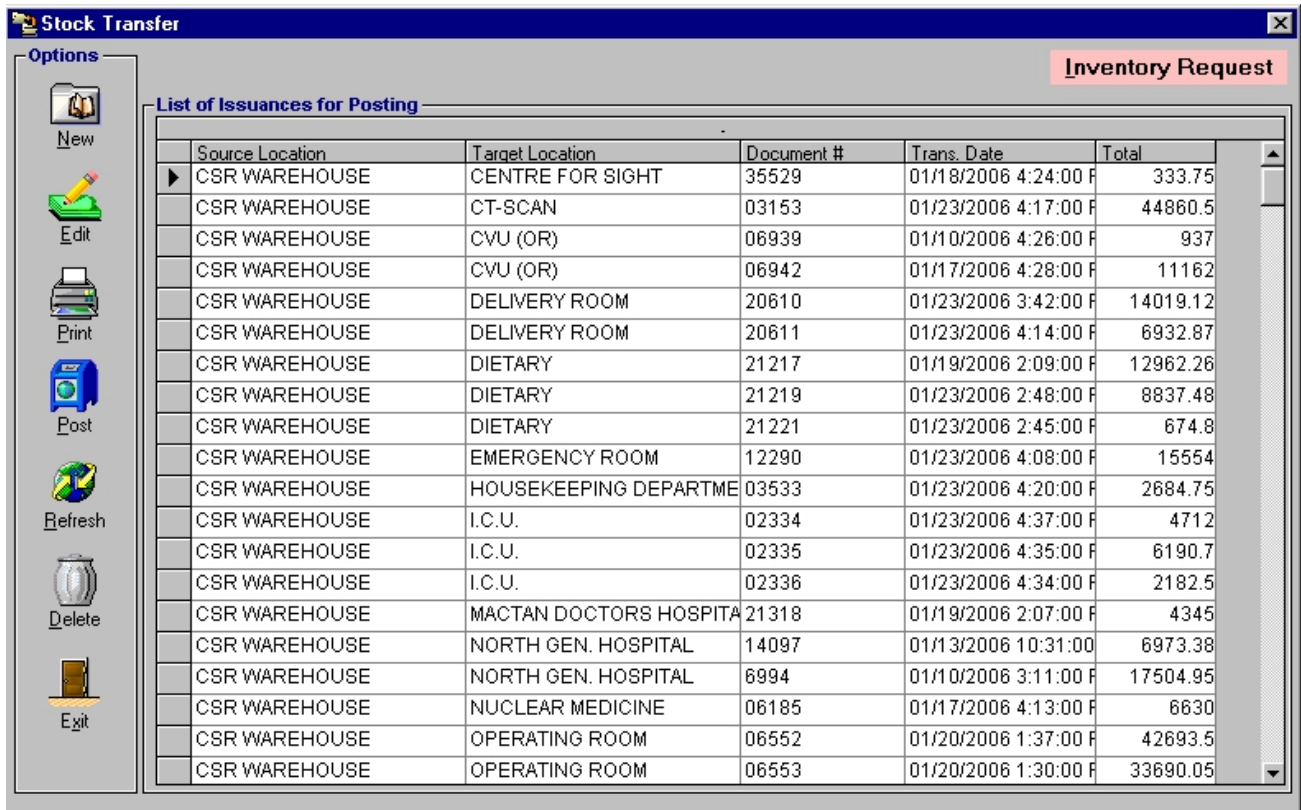 Stock Transfer
Options
Inventory Request
New
Edit
Print
Post
Refresh
Delete
Exit
List of Issuances for Posting
Source Location Target Location Document # Trans. Date Total
CSR WAREHOUSE CENTRE FOR SIGHT 35529 01/18/2006 4:24:00 P 333.75
CSR WAREHOUSE CT-SCAN 03153 01/23/2006 4:17:00 P 44860.5
CSR WAREHOUSE CVU (OR) 06939 01/10/2006 4:26:00 P 937
CSR WAREHOUSE CVU (OR) 06942 01/17/2006 4:28:00 P 11162
CSR WAREHOUSE DELIVERY ROOM 20610 01/23/2006 3:42:00 P 14019.12
CSR WAREHOUSE DELIVERY ROOM 20611 01/23/2006 4:14:00 P 6932.87
CSR WAREHOUSE DIETARY 21217 01/19/2006 2:09:00 P 12962.26
CSR WAREHOUSE DIETARY 21219 01/23/2006 2:48:00 P 8837.48
CSR WAREHOUSE DIETARY 21221 01/23/2006 2:45:00 P 674.8
CSR WAREHOUSE EMERGENCY ROOM 12290 01/23/2006 4:08:00 P 15554
CSR WAREHOUSE HOUSEKEEPING DEPARTME 03533 01/23/2006 4:20:00 P 2684.75
CSR WAREHOUSE I.C.U. 02334 01/23/2006 4:37:00 P 4712
CSR WAREHOUSE I.C.U. 02335 01/23/2006 4:35:00 P 6190.7
CSR WAREHOUSE I.C.U. 02336 01/23/2006 4:34:00 P 2182.5
CSR WAREHOUSE MACTAN DOCTORS HOSPITA 21318 01/19/2006 2:07:00 P 4345
CSR WAREHOUSE NORTH GEN. HOSPITAL 14097 01/13/2006 10:31:00 6973.38
CSR WAREHOUSE NORTH GEN. HOSPITAL 6994 01/10/2006 3:11:00 P 17504.95
CSR WAREHOUSE NUCLEAR MEDICINE 06185 01/17/2006 4:13:00 P 6630
CSR WAREHOUSE OPERATING ROOM 06552 01/20/2006 1:37:00 P 42693.5
CSR WAREHOUSE OPERATING ROOM 06553 01/20/2006 1:30:00 P 33690.05